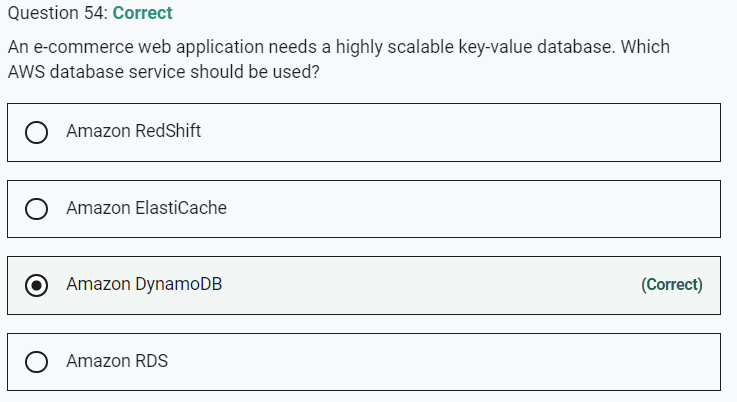 Question 54: Correct
An e-commerce web application needs a highly scalable key-value database. Which
AWS database service should be used?
Amazon RedShift
Amazon ElastiCache
Amazon DynamoDB (Correct)
Amazon RDS